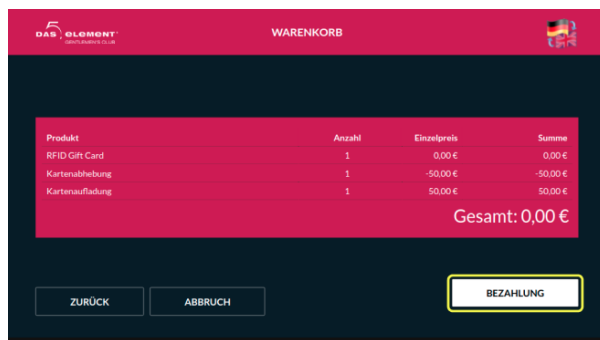 DAS 5 element
GENTLEMEN'S CLUB
WARENKORB
Produkt Anzahl Einzelpreis Summe
RFID Gift Card 1 0,00 € 0,00 €
Kartenabhebung 1 -50,00 € -50,00 €
Kartenaufladung 1 50,00 € 50,00 €
Gesamt: 0,00 €
ZURÜCK ABBRUCH BEZAHLUNG